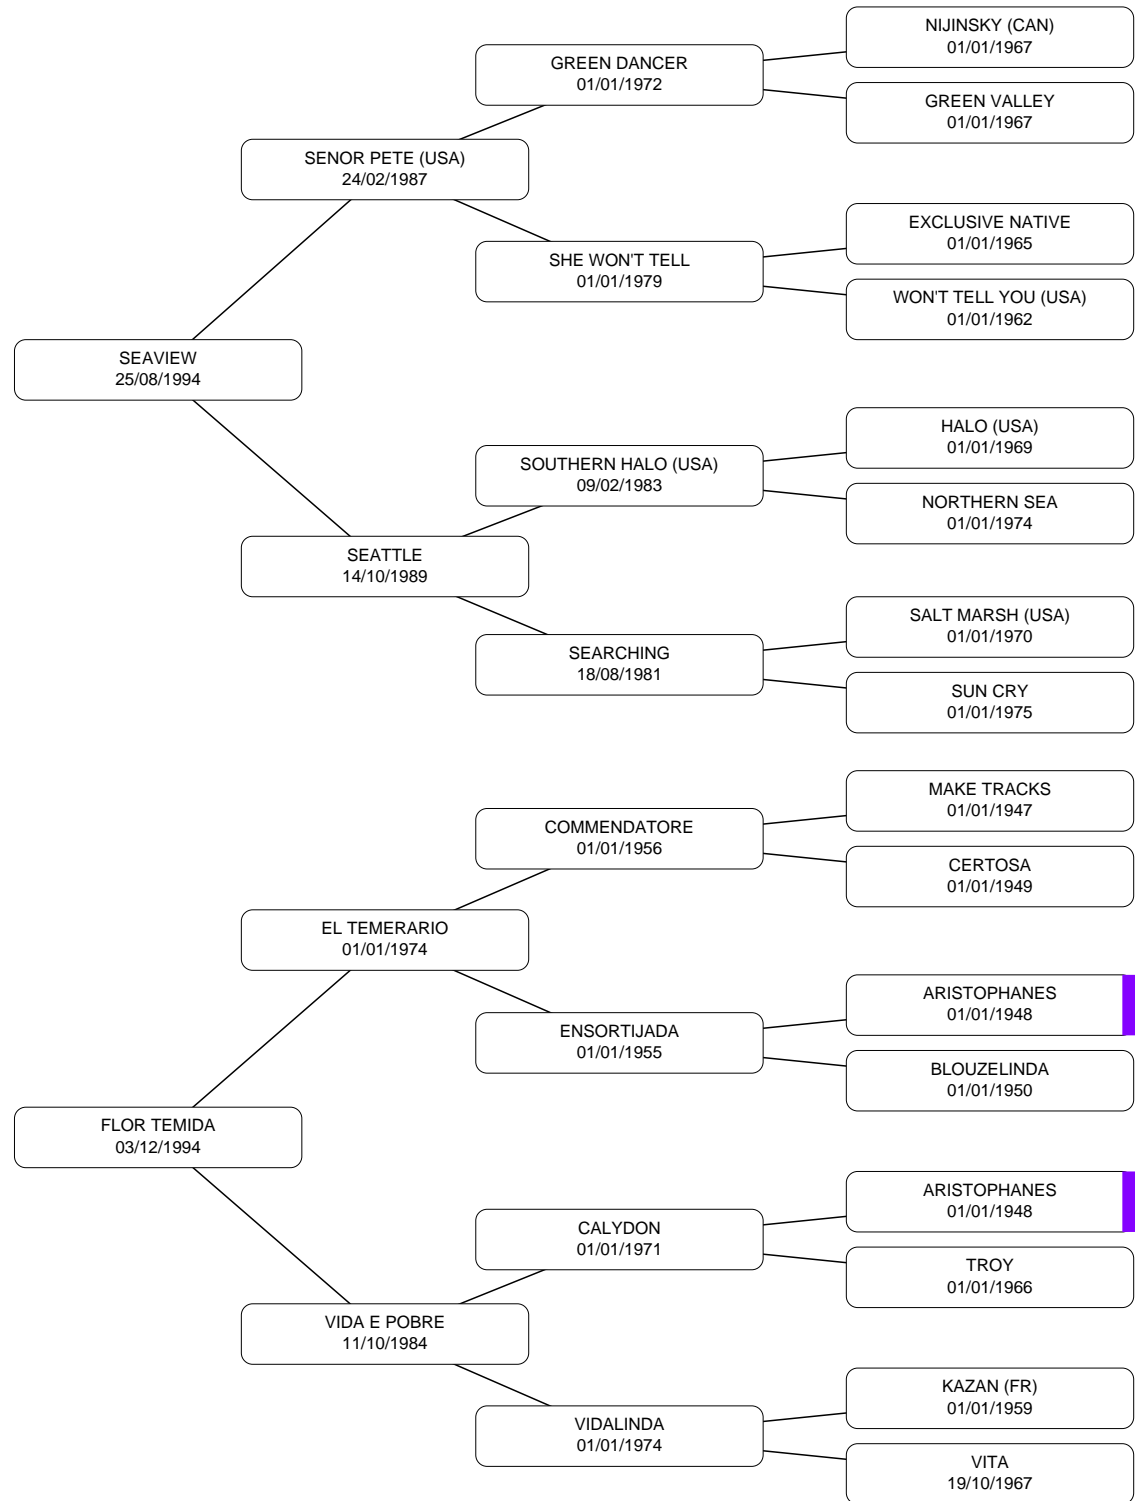 NIJINSKY (CAN)
01/01/1967
GREEN DANCER
01/01/1972
GREEN VALLEY
01/01/1967
SENOR PETE (USA)
24/02/1987
EXCLUSIVE NATIVE
01/01/1965
SHE WON'T TELL
01/01/1979
WON'T TELL YOU (USA)
01/01/1962
SEAVIEW
25/08/1994
HALO (USA)
01/01/1969
SOUTHERN HALO (USA)
09/02/1983
NORTHERN SEA
01/01/1974
SEATTLE
14/10/1989
SALT MARSH (USA)
01/01/1970
SEARCHING
18/08/1981
SUN CRY
01/01/1975
MAKE TRACKS
01/01/1947
COMMENDATORE
01/01/1956
CERTOSA
01/01/1949
EL TEMERARIO
01/01/1974
ARISTOPHANES
01/01/1948
ENSORTIJADA
01/01/1955
BLOUZELINDA
01/01/1950
FLOR TEMIDA
03/12/1994
ARISTOPHANES
01/01/1948
CALYDON
01/01/1971
TROY
01/01/1966
VIDA E POBRE
11/10/1984
KAZAN (FR)
01/01/1959
VIDALINDA
01/01/1974
VITA
19/10/1967